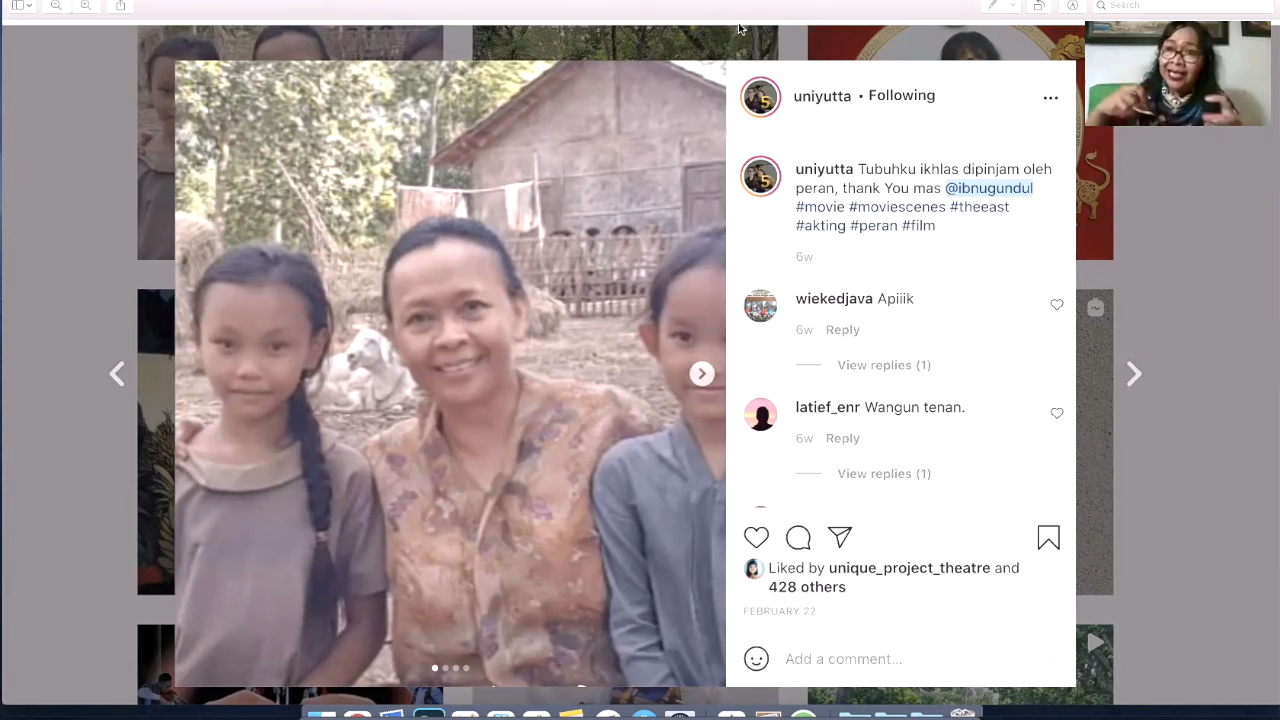 Search
uniyutta • Following
uniyutta Tubuhku ikhlas dipinjam oleh
peran, thank You mas @ibnugundul
#movie #moviescenes #theeast
#akting #peran #film
6w
wiekedjava Apiiik
6w Reply
View replies (1)
latief_enr Wangun tenan.
6w Reply
View replies (1)
Liked by unique_project_theatre and
428 others
FEBRUARY 22
Add a comment...